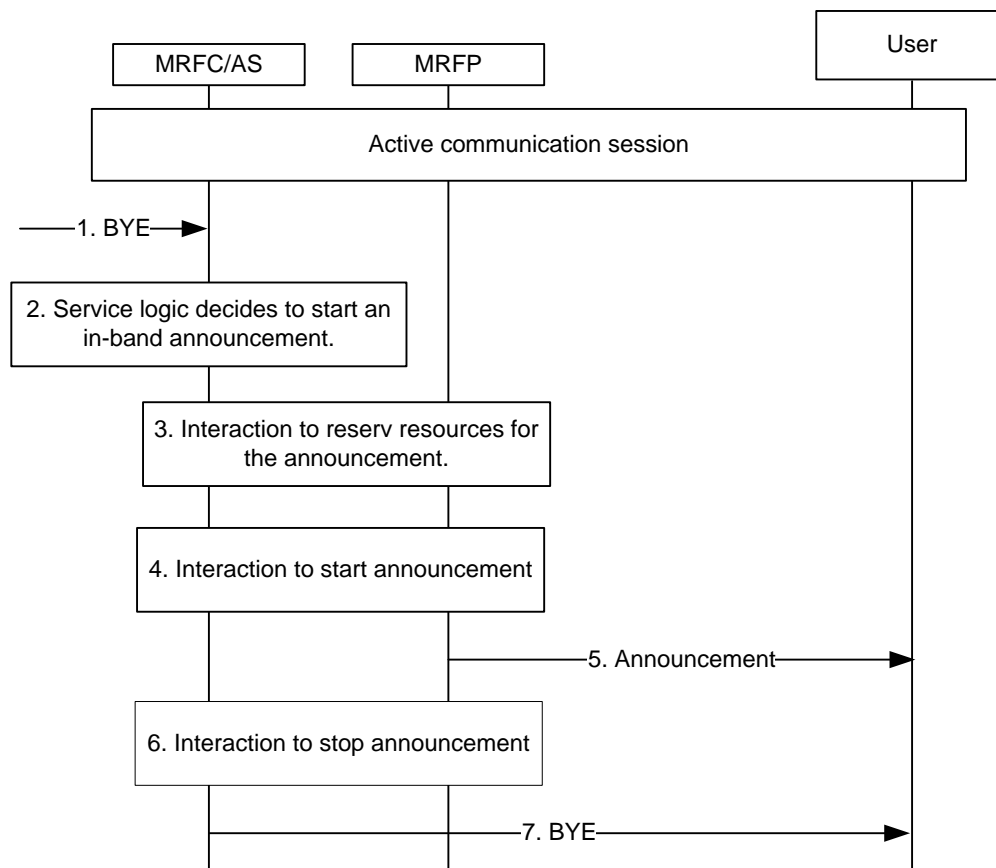 User
MRFC/AS
MRFP
Active communication session
1. BYE
2. Service logic decides to start an
in-band announcement.
3. Interaction to reserv resources for
the announcement.
4. Interaction to start announcement
5. Announcement
6. Interaction to stop announcement
7. BYE